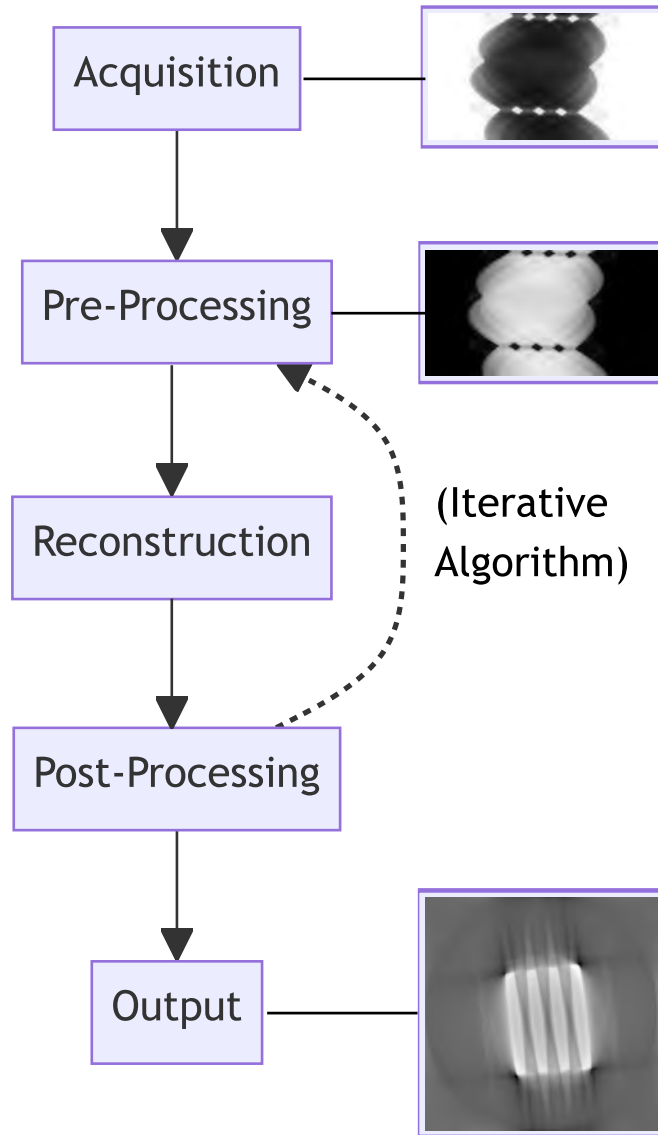 Acquisition
Pre-Processing
Reconstruction
(Iterative
Algorithm)
Post-Processing
Output